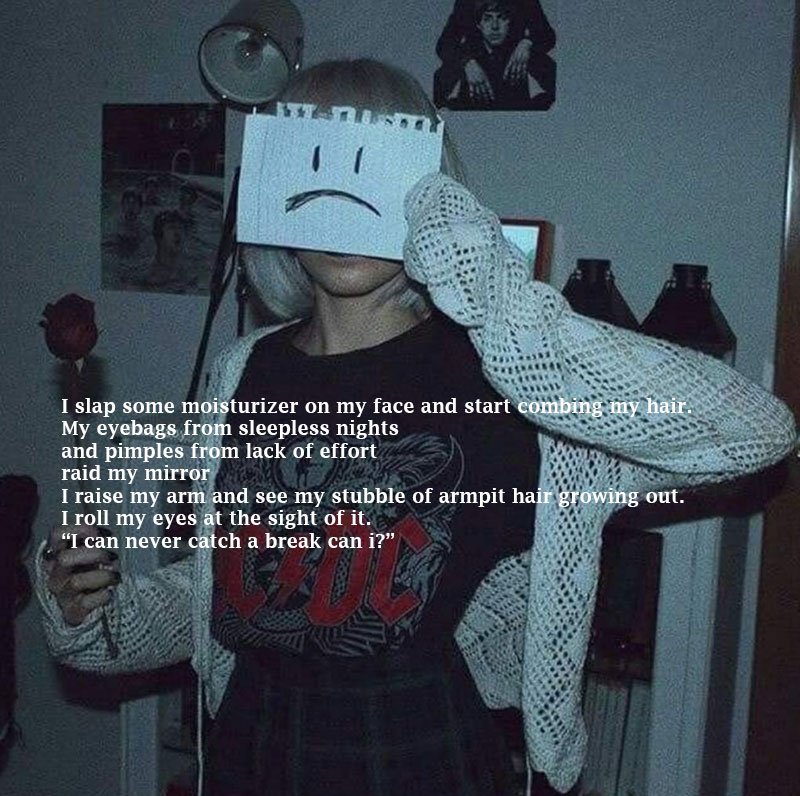 I slap some moisturizer on my face and start combing my hair.
My eyebags from sleepless nights
and pimples from lack of effort
raid my mirror
I raise my arm and see my stubble of armpit hair growing out.
I roll my eyes at the sight of it.
“I can never catch a break can i?”
AC⚡DC